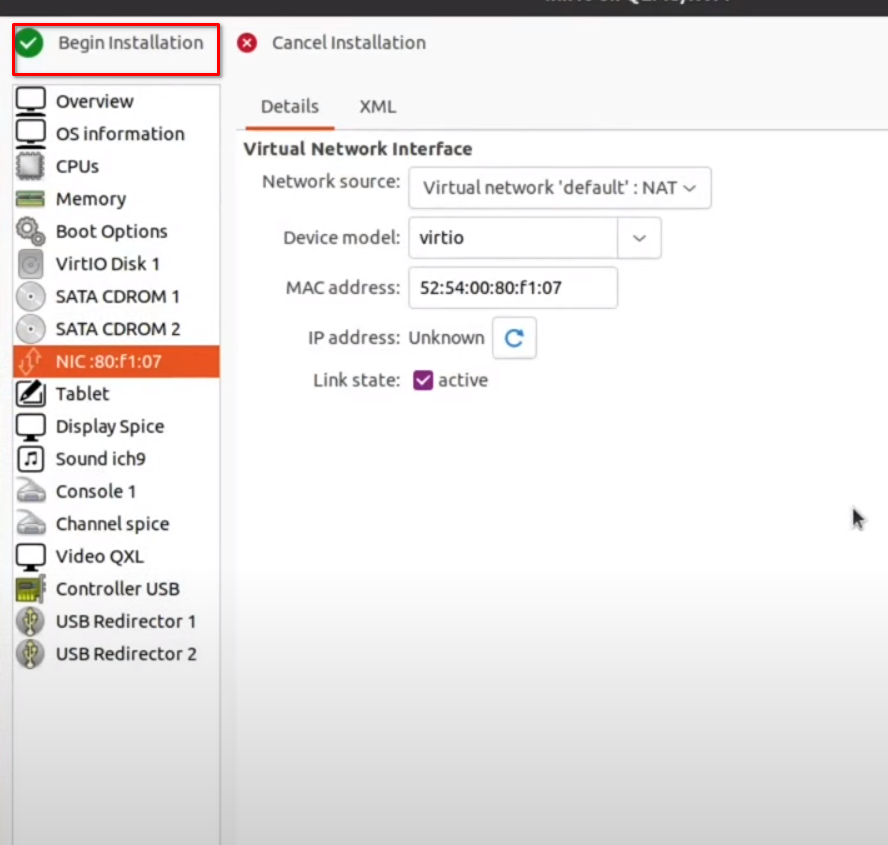 Begin Installation
Cancel Installation
Overview
OS information
CPUs
Memory
Boot Options
VirtIO Disk 1
SATA CDROM 1
SATA CDROM 2
NIC :80:f1:07
Tablet
Display Spice
Sound ich9
Console 1
Channel spice
Video QXL
Controller USB
USB Redirector 1
USB Redirector 2
Details XML
Virtual Network Interface
Network source: Virtual network 'default' : NAT
Device model: virtio
MAC address: 52:54:00:80:f1:07
IP address: Unknown
Link state: active